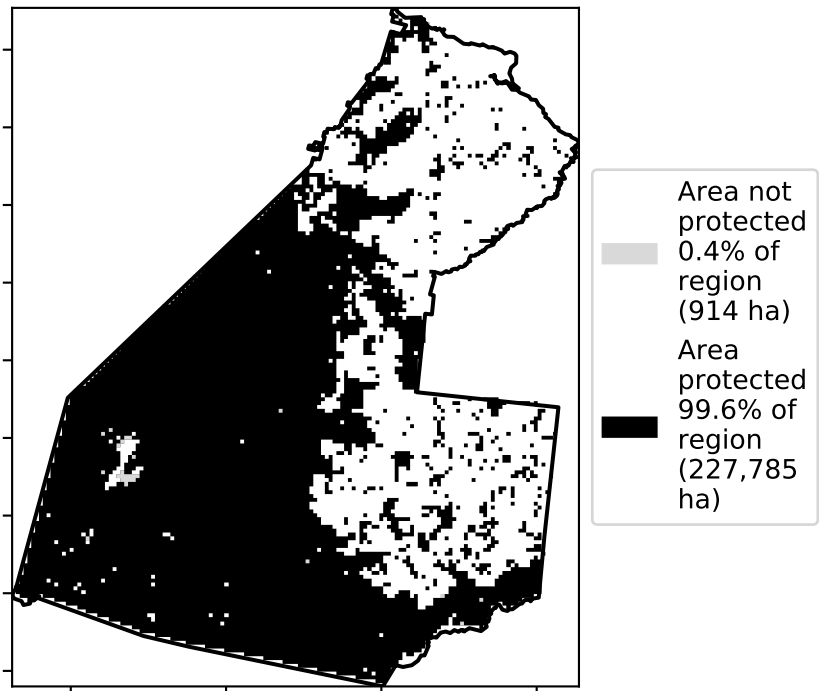 Area not
protected
0.4% of
region
(914 ha)
Area
protected
99.6% of
region
(227,785
ha)